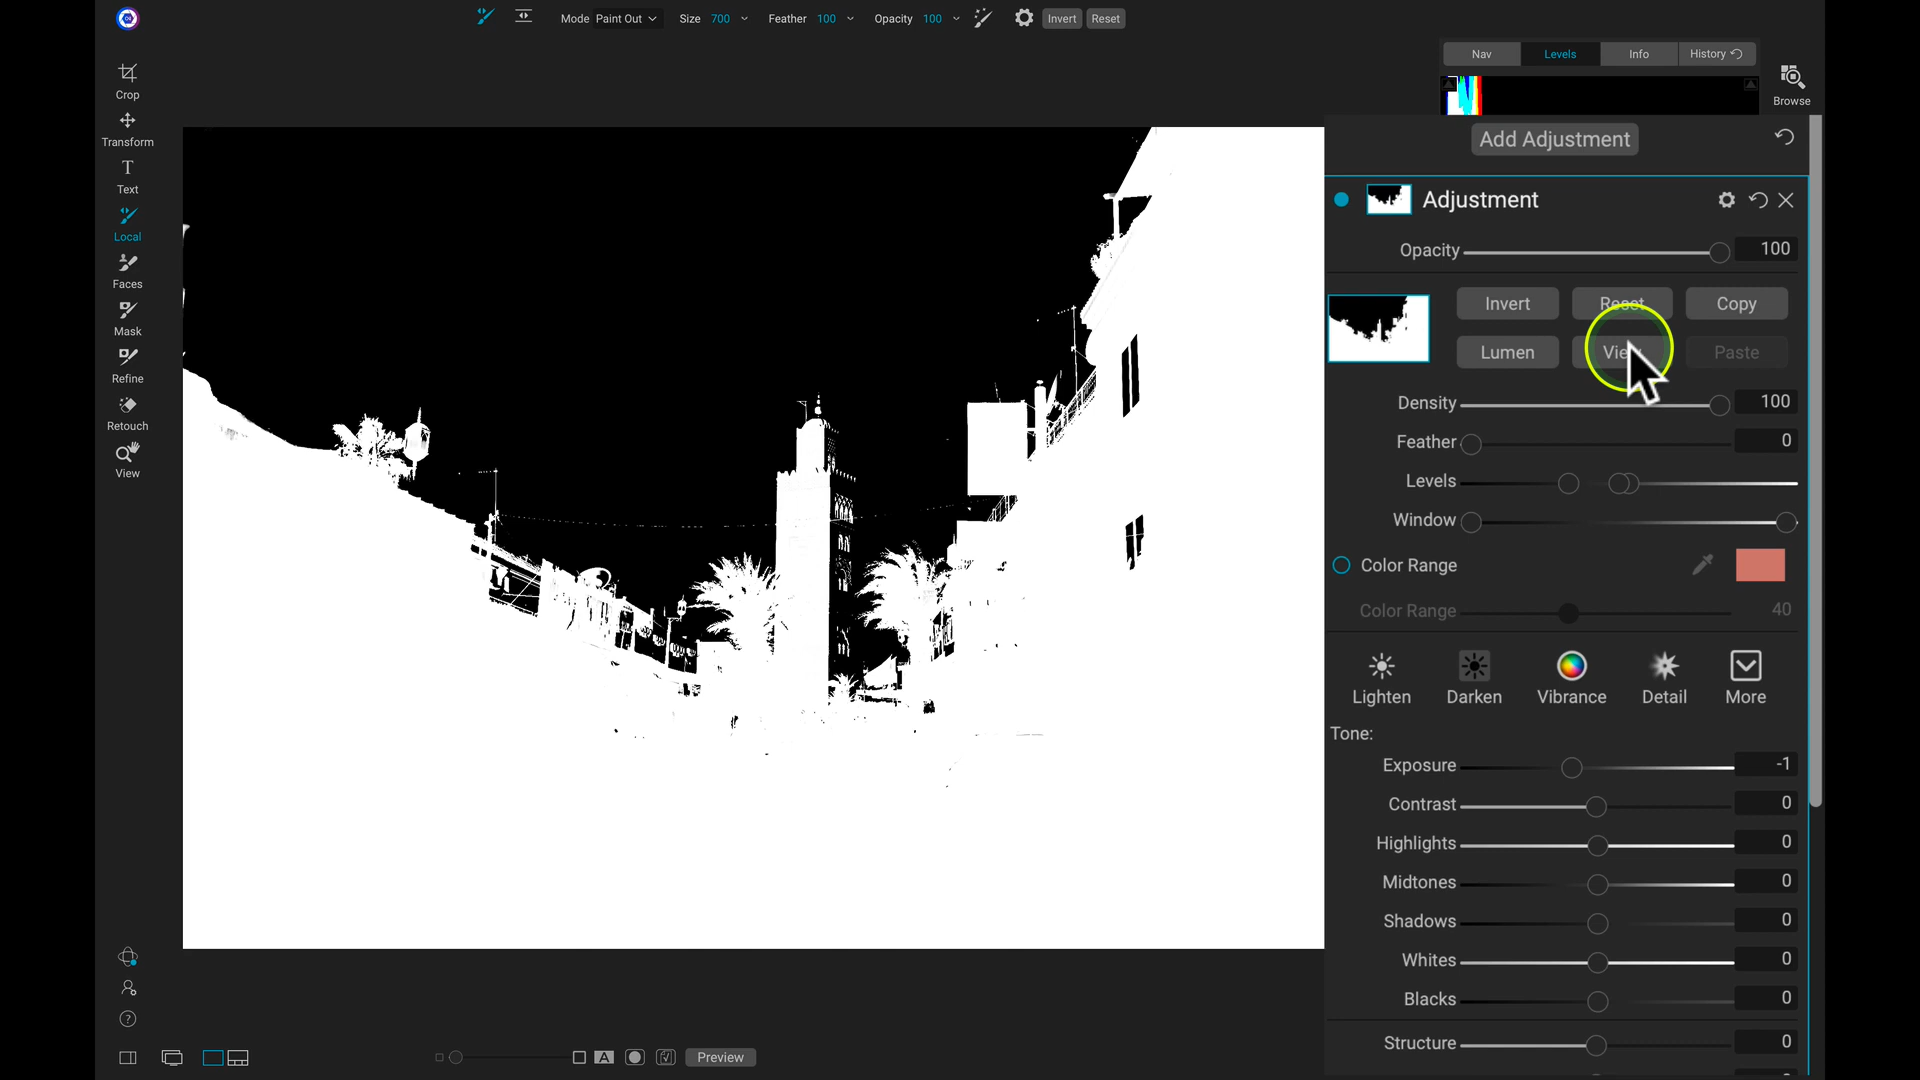 Mode Paint Out Size 700 Feather 100 Opacity 100 Invert Reset
Nav Levels Info History
Browse
Crop
Transform
Text
Local
Faces
Mask
Refine
Retouch
View
Add Adjustment
Adjustment
Opacity 100
Invert Reset Copy
Lumen View Paste
Density 100
Feather 0
Levels
Window
Color Range
Color Range 40
Lighten Darken Vibrance Detail More
Tone:
Exposure -1
Contrast 0
Highlights 0
Midtones 0
Shadows 0
Whites 0
Blacks 0
Structure 0
A Preview